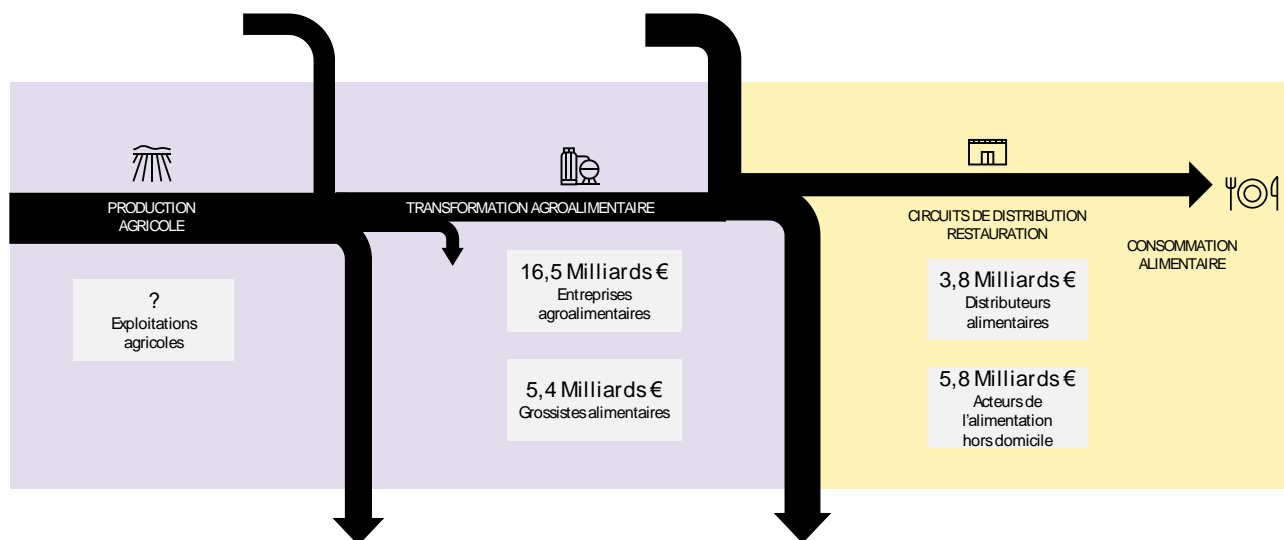 PRODUCTION
AGRICOLE
?
Exploitations
agricoles
TRANSFORMATION AGROALIMENTAIRE
16,5 Milliards €
Entreprises
agroalimentaires
5,4 Milliards €
Grossistes alimentaires
CIRCUITS DE DISTRIBUTION
RESTAURATION
3,8 Milliards €
Distributeurs
alimentaires
5,8 Milliards €
Acteurs de
l'alimentation
hors domicile
CONSOMMATION
ALIMENTAIRE